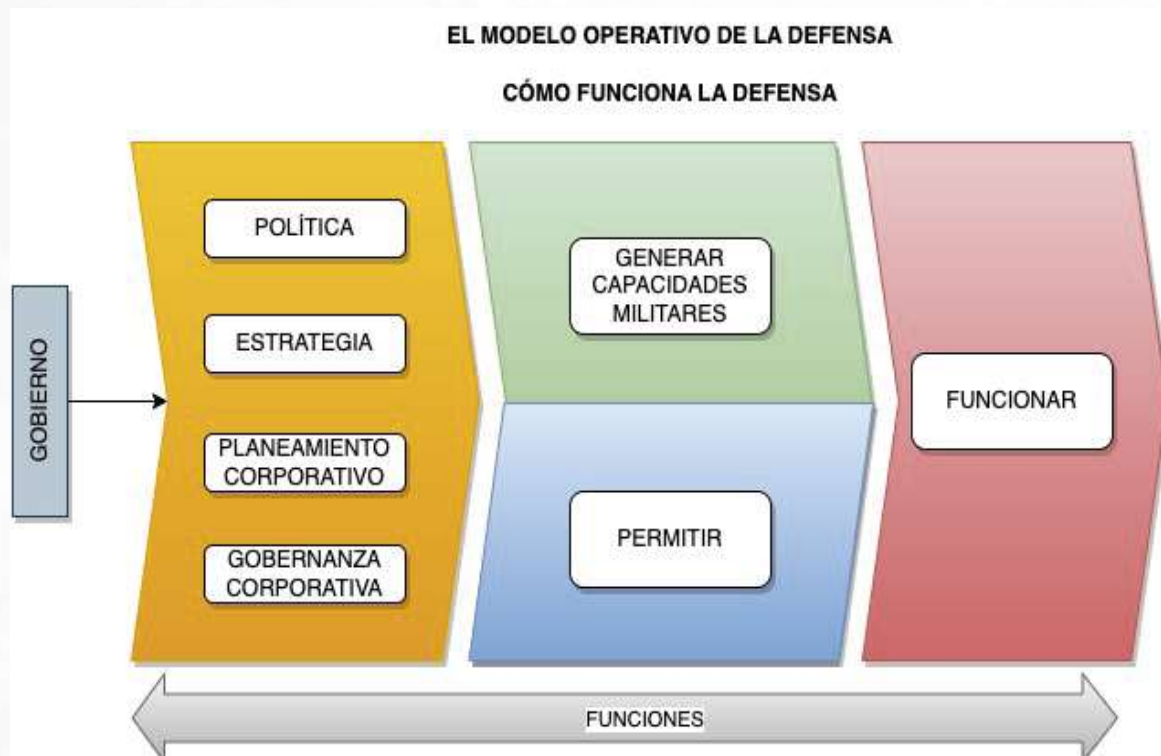 EL MODELO OPERATIVO DE LA DEFENSA
CÓMO FUNCIONA LA DEFENSA
GOBIERNO
POLÍTICA
ESTRATEGIA
PLANEAMIENTO
CORPORATIVO
GOBERNANZA
CORPORATIVA
GENERAR
CAPACIDADES
MILITARES
PERMITIR
FUNCIONAR
FUNCIONES